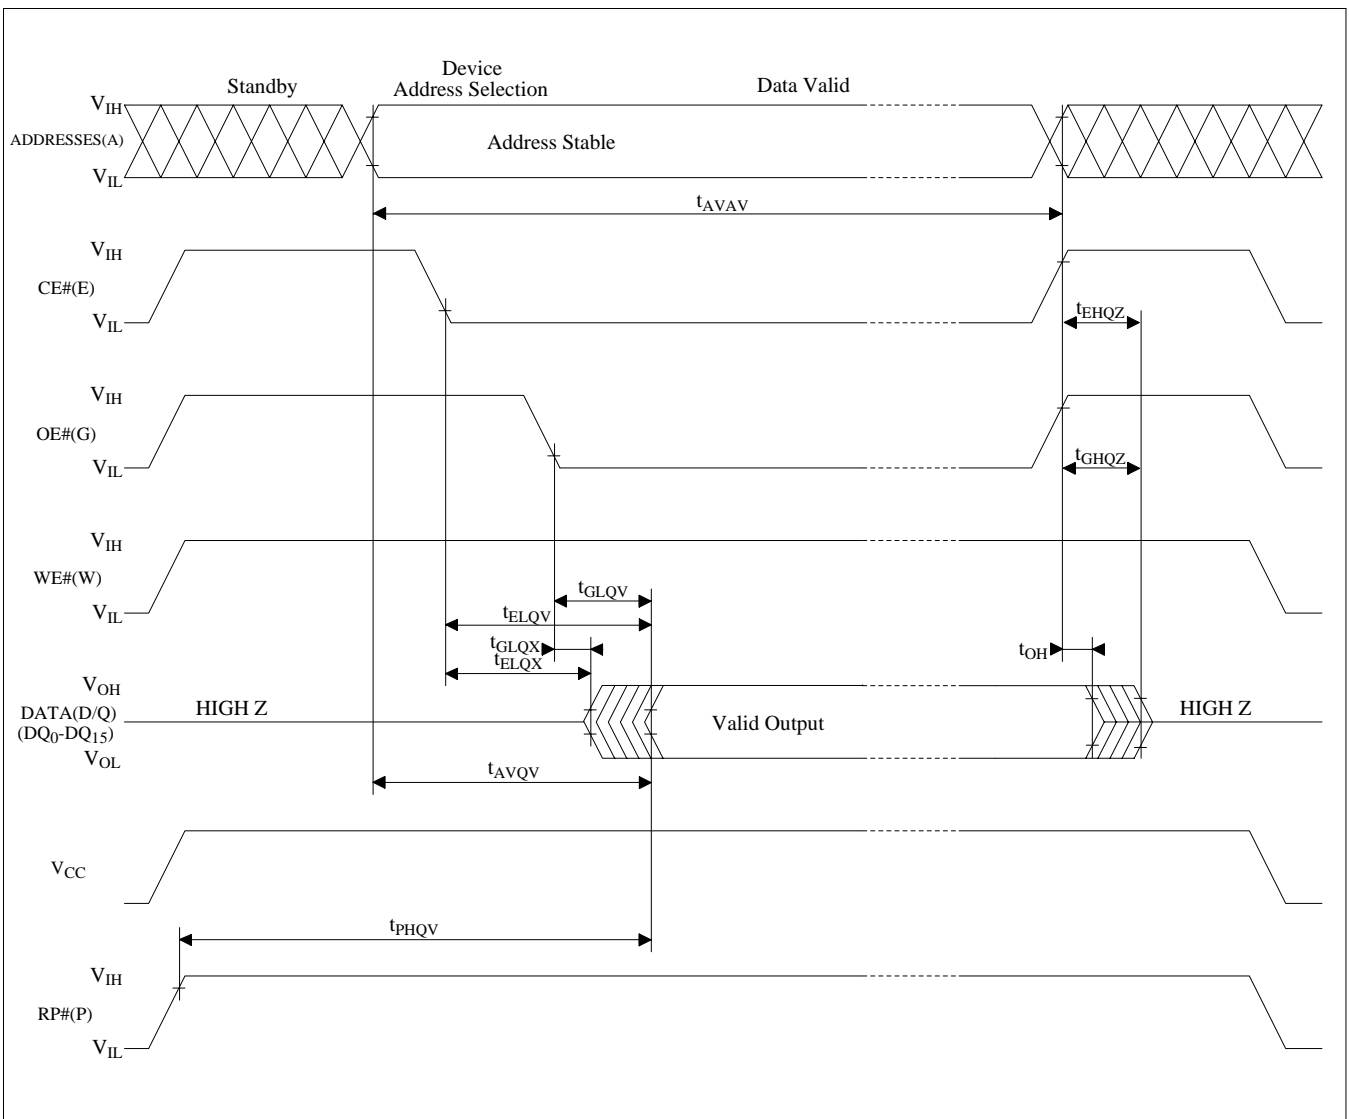 Device
Standby
Address Selection
Data Valid
VIH
ADDRESSES(A)
Address Stable
VIL
tAVAV
VIH
CE#(E)
tEHQZ
VIL
VIH
OE#(G)
tGHQZ
VIL
VIH
WE#(W)
tGLQV
VIL
tELQV
tGLQX
tOH
tELQX
VOH
HIGH Z
DATA(D/Q)
Valid Output
HIGH Z
(DQ0-DQ15)
VOL
tAVQV
VCC
tPHQV
VIH
RP#(P)
VIL